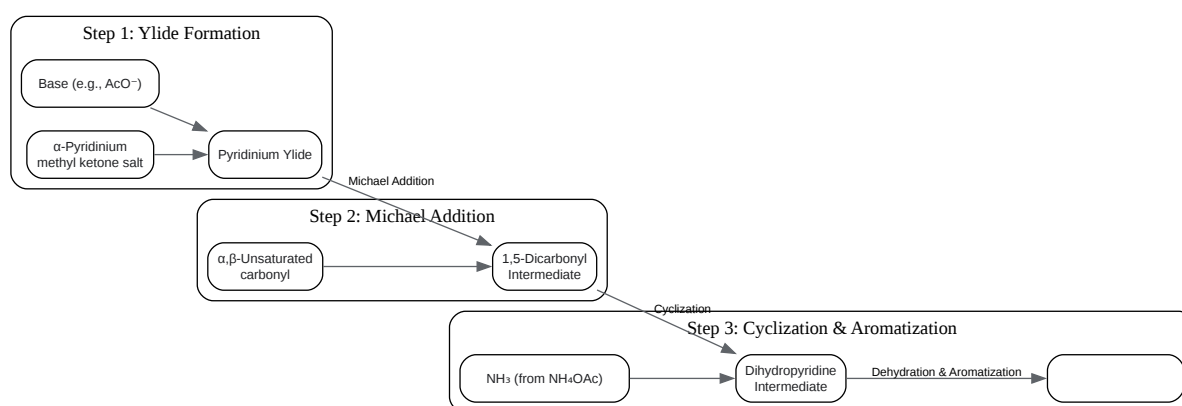 Step 1: Ylide Formation
Base (e.g., AcO⁻)
α-Pyridinium
methyl ketone salt
Pyridinium Ylide
Michael Addition
Step 2: Michael Addition
α,β-Unsaturated
carbonyl
1,5-Dicarbonyl
Intermediate
Cyclization
Step 3: Cyclization & Aromatization
NH₃ (from NH₄OAc)
Dihydropyridine
Intermediate
Dehydration & Aromatization